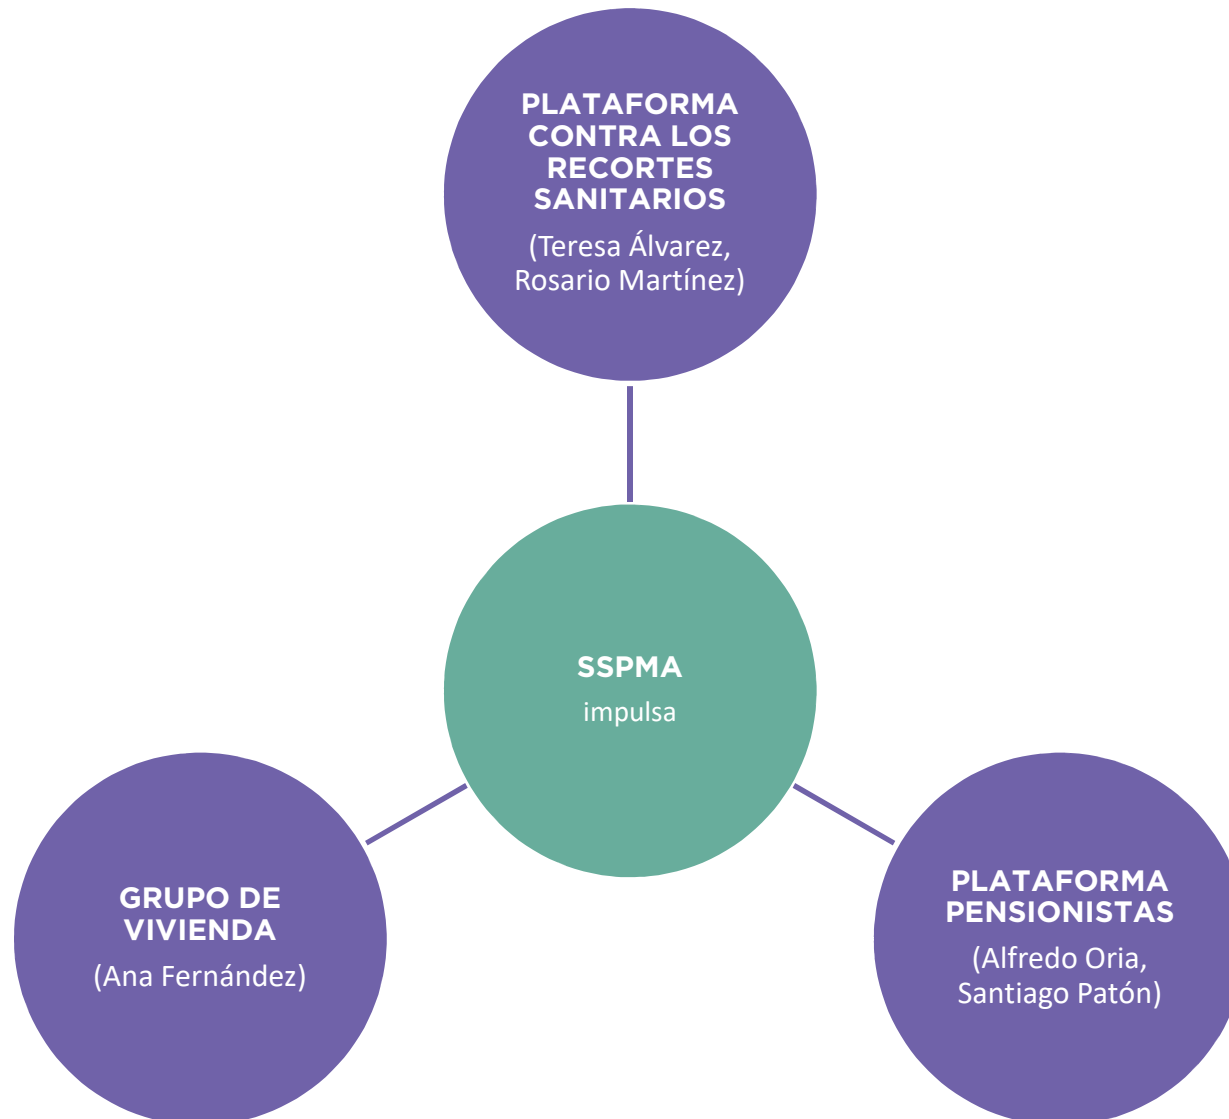 PLATAFORMA
CONTRA LOS
RECORTES
SANITARIOS
(Teresa Álvarez,
Rosario Martínez)
SSPMA
impulsa
GRUPO DE
VIVIENDA
(Ana Fernández)
PLATAFORMA
PENSIONISTAS
(Alfredo Oria,
Santiago Patón)